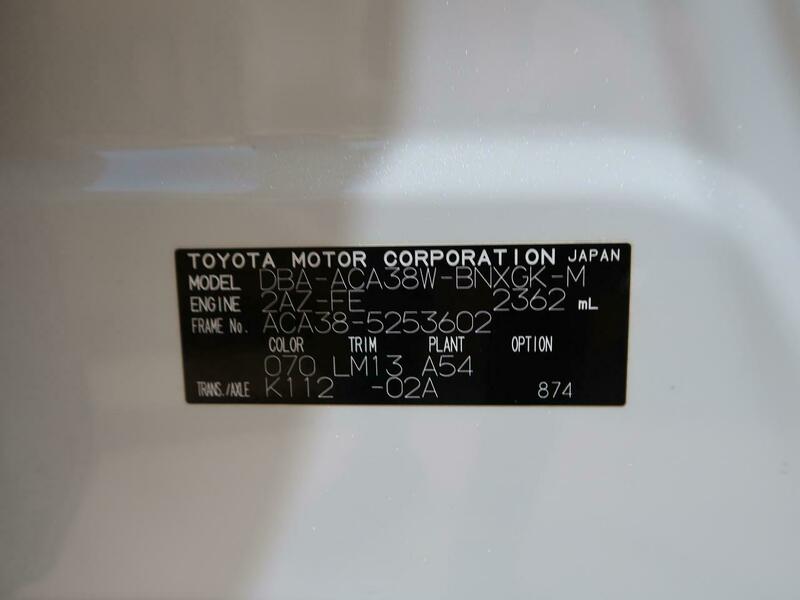 TOYOTA MOTOR CORPORATION JAPAN
MODEL DBA-ACA38W-BNXGK-M
ENGINE 2AZ-FE 2362 mL
FRAME No. ACA38-5253602
COLOR TRIM PLANT OPTION
070 LM13 A54
TRANS./AXLE K112 -02A 874